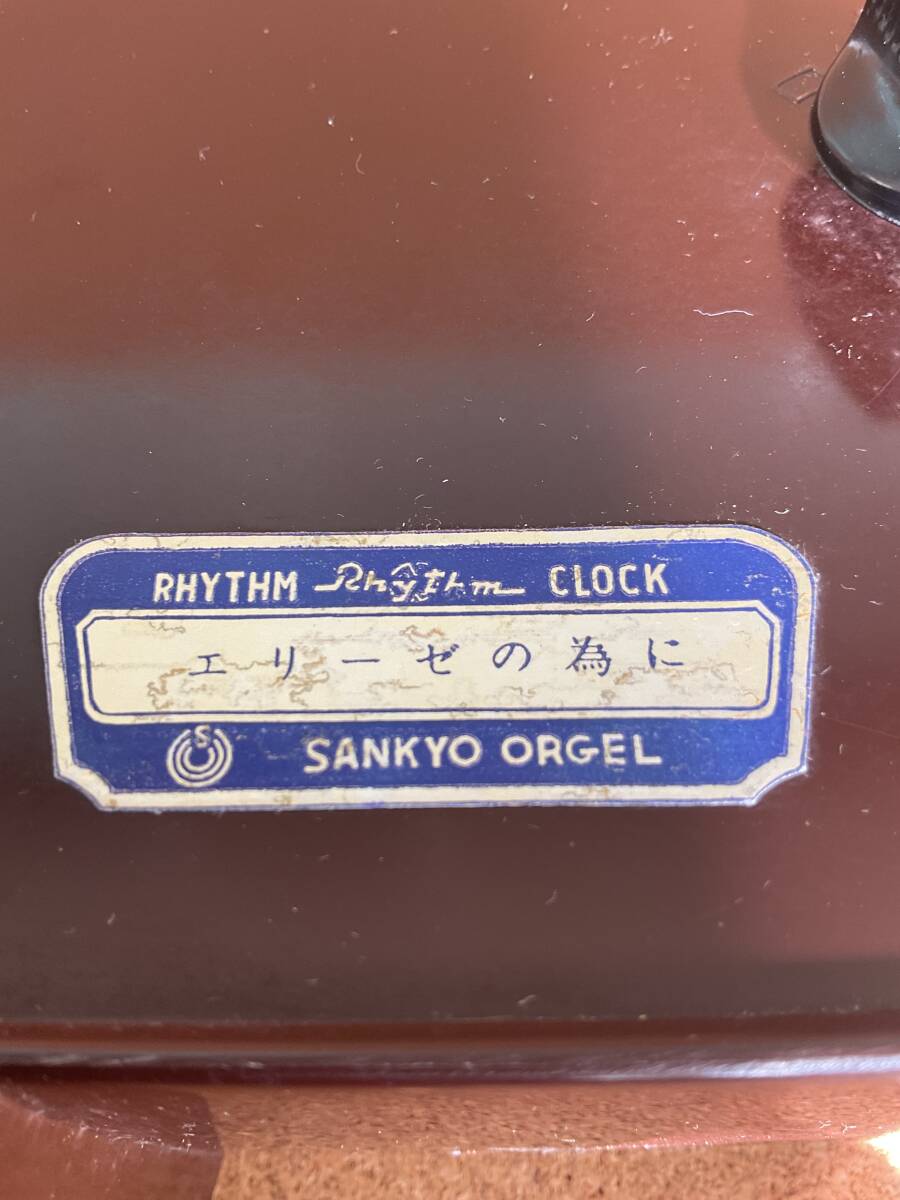 RHYTHM Rhythm CLOCK
エリーゼの為に
S SANKYO ORGEL